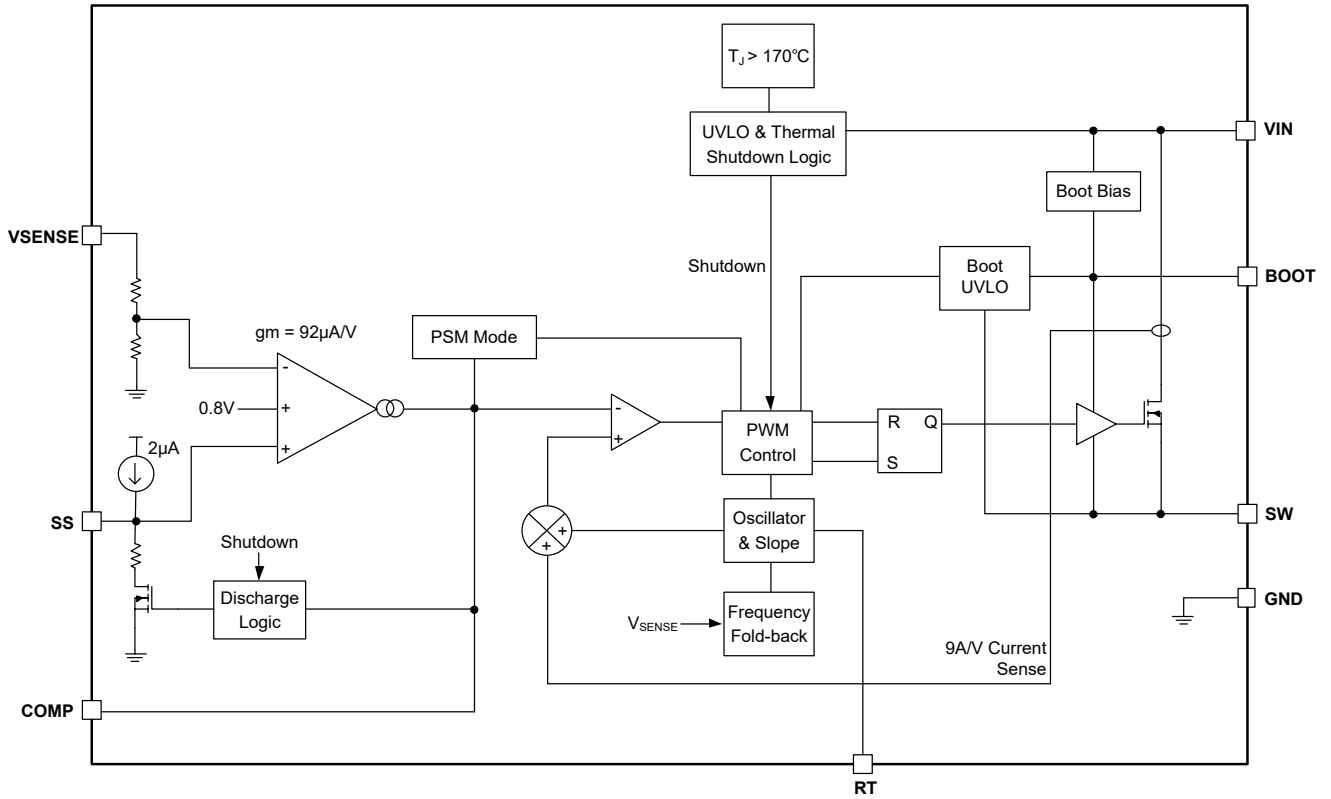 T_J > 170℃
UVLO & Thermal
Shutdown Logic
VIN
Boot Bias
VSENSE
Shutdown
Boot
UVLO
BOOT
gm = 92µA/V
PSM Mode
-
0.8V
+
+
-
+
PWM
Control
R
Q
S
2µA
SS
+
+
Oscillator
& Slope
SW
Shutdown
Discharge
Logic
V_SENSE
Frequency
Fold-back
GND
9A/V Current
Sense
COMP
RT